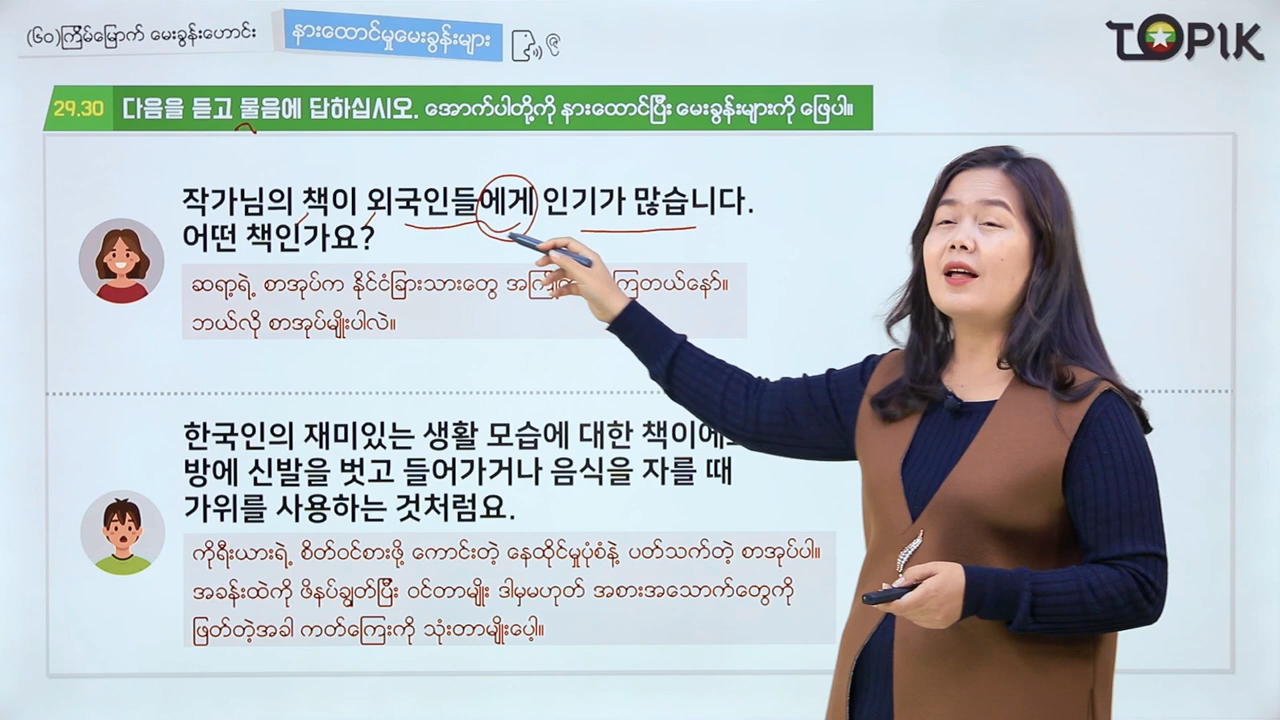 (၆၀)ကြိမ်မြောက် မေးခွန်းဟောင်း
နားထောင်မှုမေးခွန်းများ
TOPIK
29.30 다음을 듣고 물음에 답하십시오. အောက်ပါတို့ကို နားထောင်ပြီး မေးခွန်းများကို ဖြေပါ။
작가님의 책이 외국인들에게 인기가 많습니다.
어떤 책인가요?
ဆရာ့ရဲ့ စာအုပ်က နိုင်ငံခြားသားတွေ ကြတယ်နော်။
ဘယ်လို စာအုပ်မျိုးပါလဲ။
한국인의 재미있는 생활 모습에 대한
방에 신발을 벗고 들어가거나 음식을 자를 때
가위를 사용하는 것처럼요.
ကိုရီးယားရဲ့ စိတ်ဝင်စားဖို့ ကောင်းတဲ့ နေထိုင်မှုပုံစံနဲ့ ပတ်သက်တဲ့ စာအုပ်ပါ။
အခန်းထဲကို ဖိနပ်ချွတ်ပြီး ဝင်တာမျိုး ဒါမှမဟုတ် အစားအသောက်တွေကို
ဖြတ်တဲ့အခါ ကတ်ကြေးကို သုံးတာမျိုးပေါ့။